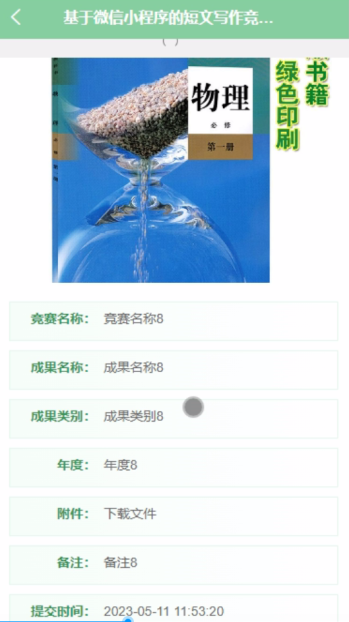 基于微信小程序的短文写作竞...
( )
物理
必修
第一册
书籍
绿色印刷
竞赛名称： 竞赛名称8
成果名称： 成果名称8
成果类别： 成果类别8
年度： 年度8
附件： 下载文件
备注： 备注8
提交时间： 2023-05-11 11:53:20